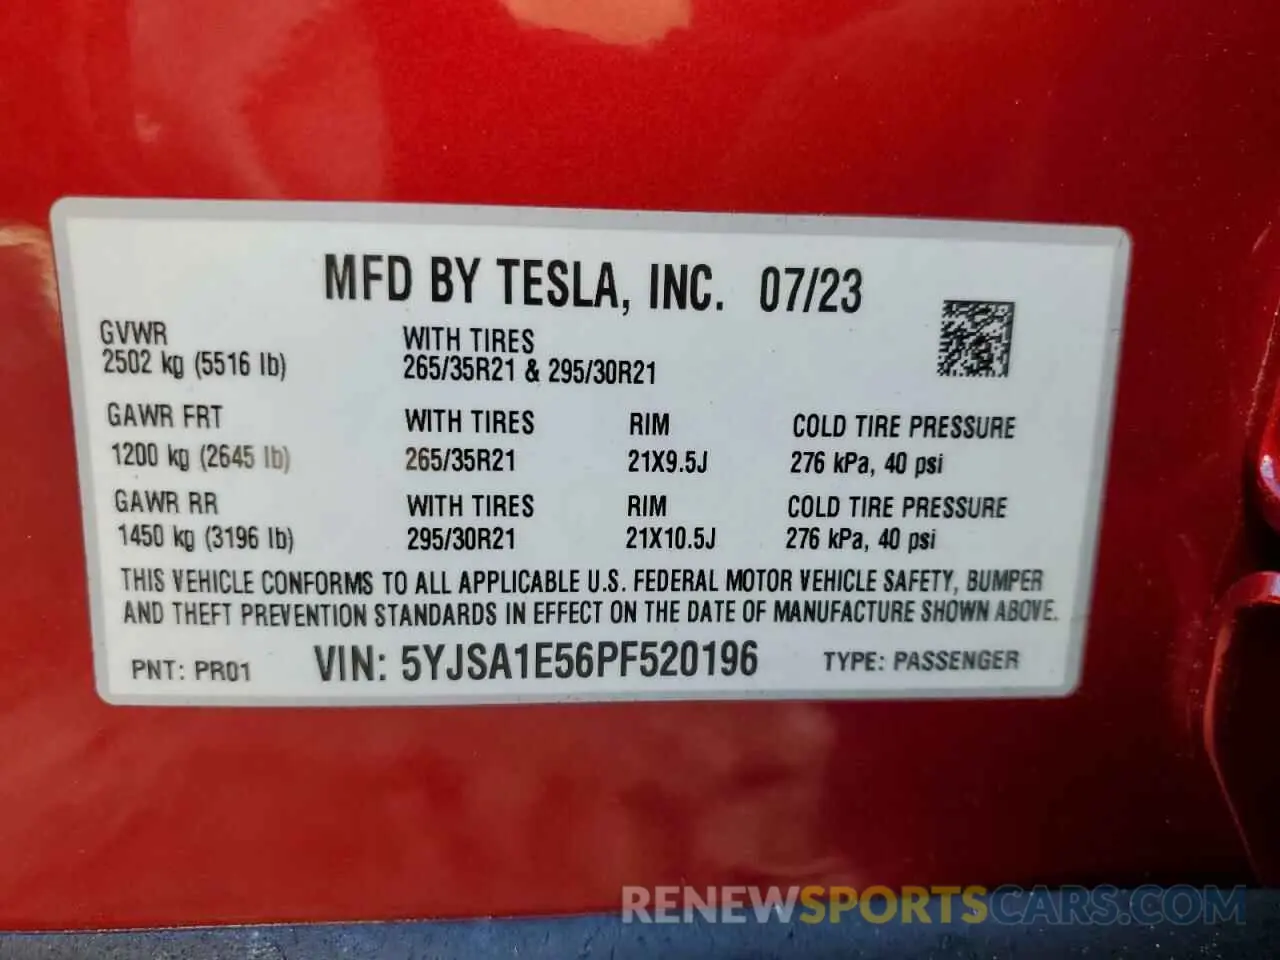 MFD BY TESLA, INC. 07/23
GVWR WITH TIRES
2502 kg (5516 lb) 265/35R21 & 295/30R21
GAWR FRT WITH TIRES RIM COLD TIRE PRESSURE
1200 kg (2645 lb) 265/35R21 21X9.5J 276 kPa, 40 psi
GAWR RR WITH TIRES RIM COLD TIRE PRESSURE
1450 kg (3196 lb) 295/30R21 21X10.5J 276 kPa, 40 psi
THIS VEHICLE CONFORMS TO ALL APPLICABLE U.S. FEDERAL MOTOR VEHICLE SAFETY, BUMPER
AND THEFT PREVENTION STANDARDS IN EFFECT ON THE DATE OF MANUFACTURE SHOWN ABOVE.
PNT: PR01 VIN: 5YJSA1E56PF520196 TYPE: PASSENGER
RENEWSPORTSCARS.COM